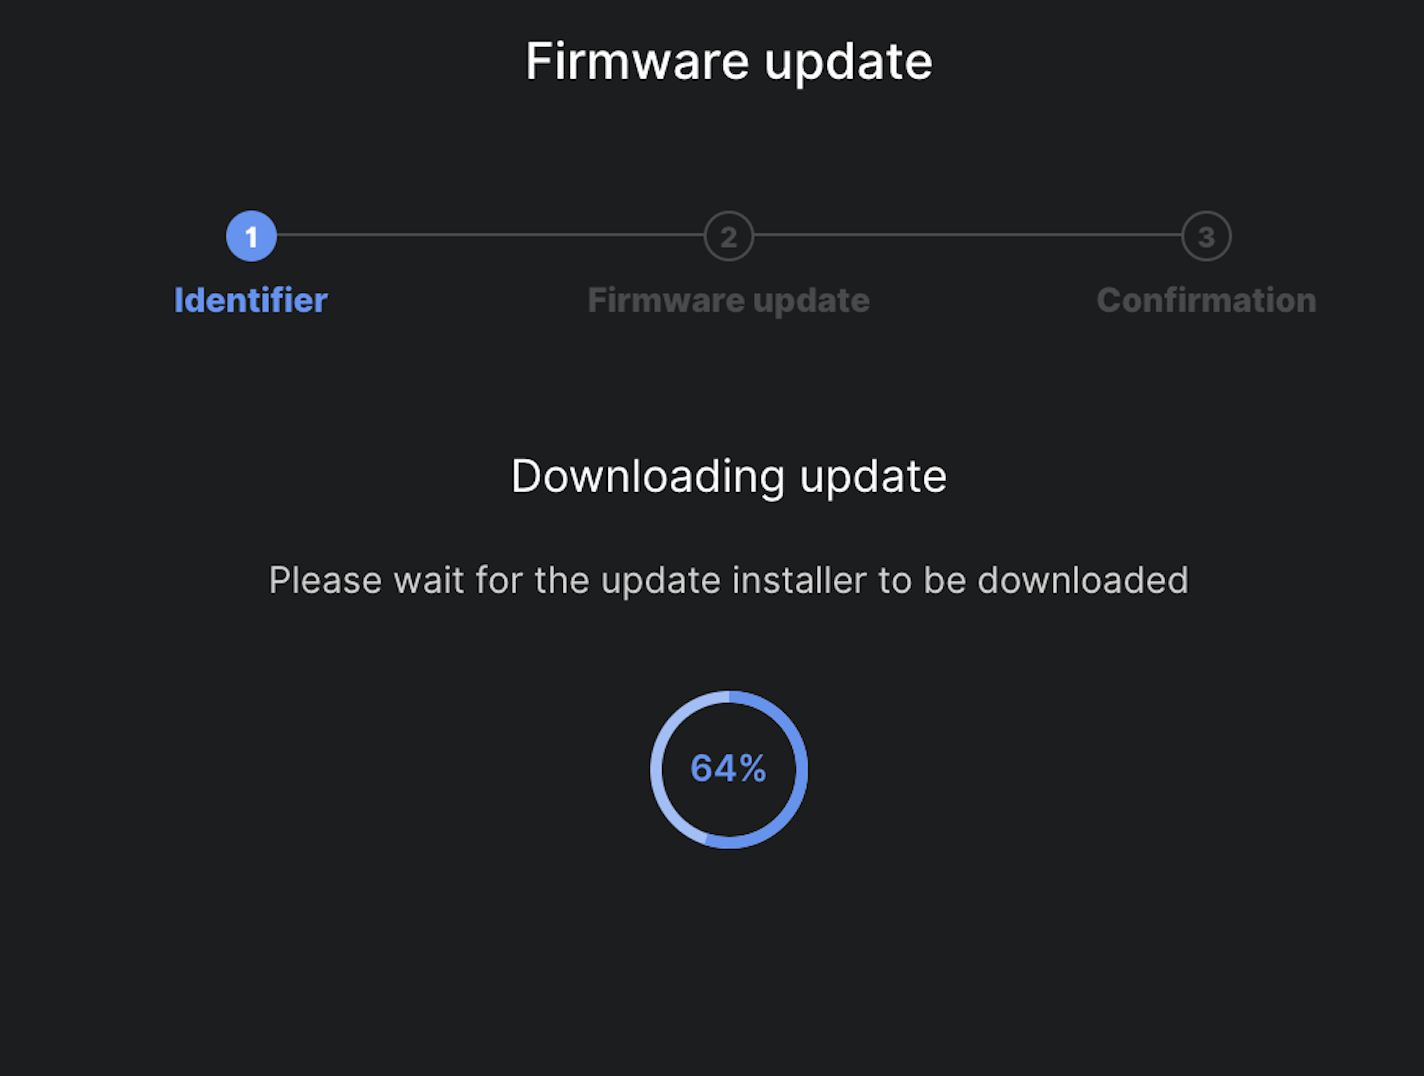 Firmware update
1 2 3
Identifier Firmware update Confirmation
Downloading update
Please wait for the update installer to be downloaded
64%